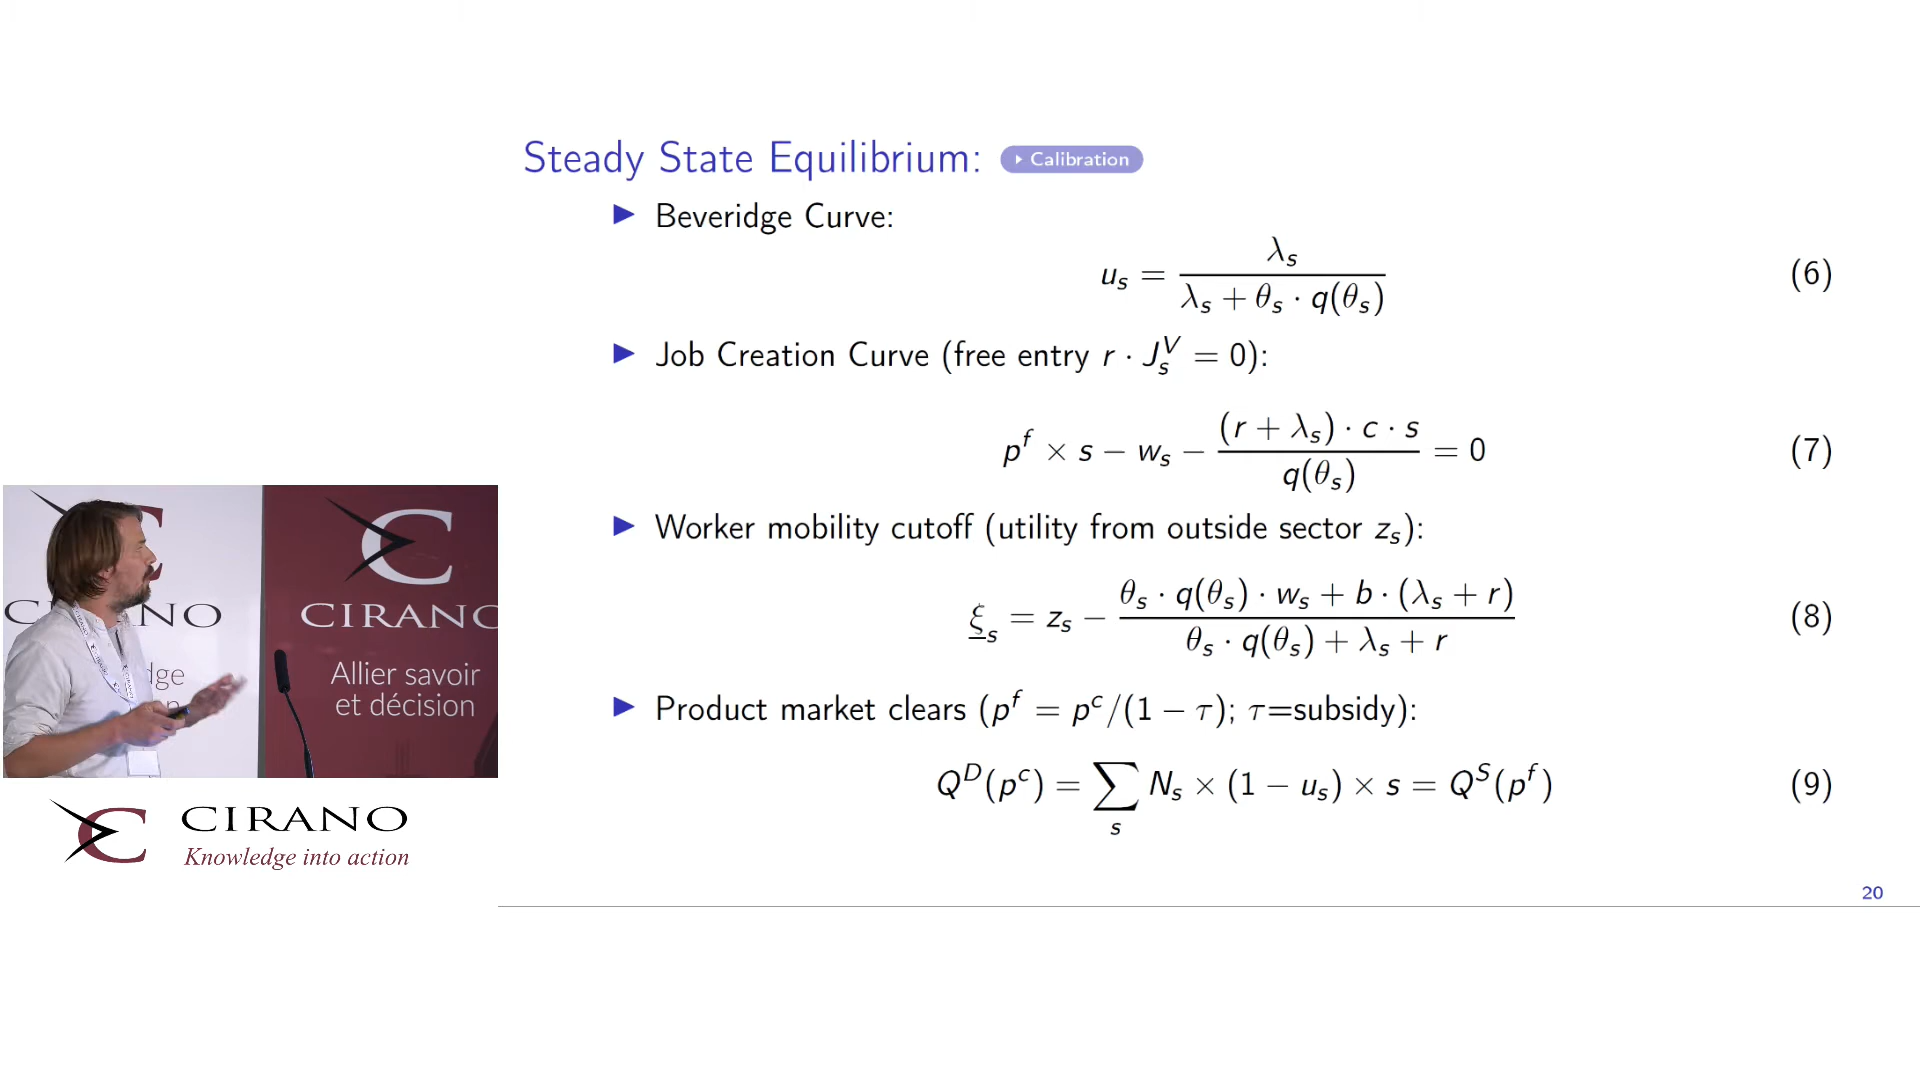 Steady State Equilibrium: Calibration
Beveridge Curve:
u_s = λ_s / (λ_s + θ_s · q(θ_s)) (6)
Job Creation Curve (free entry r · J_s^V = 0):
p^f × s − w_s − ((r + λ_s) · c · s) / q(θ_s) = 0 (7)
Worker mobility cutoff (utility from outside sector z_s):
ξ_s = z_s − (θ_s · q(θ_s) · w_s + b · (λ_s + r)) / (θ_s · q(θ_s) + λ_s + r) (8)
Product market clears (p^f = p^c/(1 − τ); τ=subsidy):
Q^D(p^c) = ∑_s N_s × (1 − u_s) × s = Q^S(p^f) (9)
20
CIRANO
Allier savoir
et décision
CIRANO
Knowledge into action